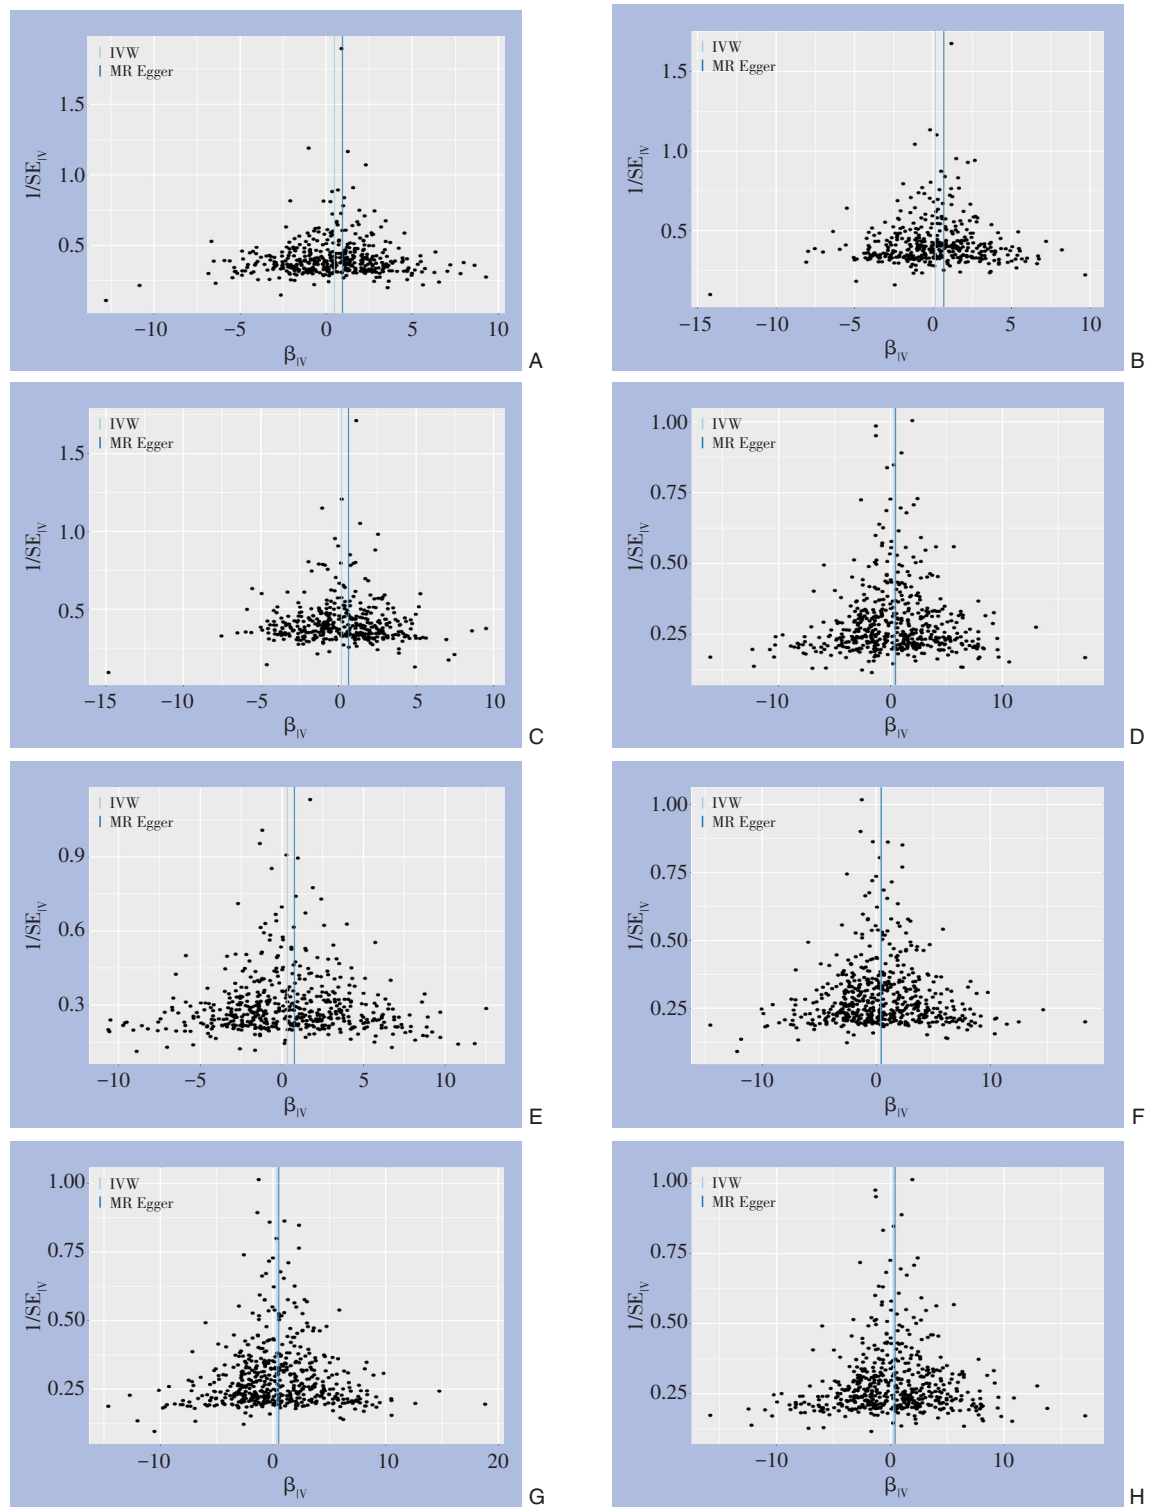 IVW
MR Egger
1.5
1.0
0.5
1/SE_IV
−10 −5 0 5 10
β_IV
A
IVW
MR Egger
1.5
1.0
0.5
1/SE_IV
−15 −10 −5 0 5 10
β_IV
B
IVW
MR Egger
1.5
1.0
0.5
1/SE_IV
−15 −10 −5 0 5 10
β_IV
C
IVW
MR Egger
1.00
0.75
0.50
0.25
1/SE_IV
−10 0 10
β_IV
D
IVW
MR Egger
0.9
0.6
0.3
1/SE_IV
−10 −5 0 5 10
β_IV
E
IVW
MR Egger
1.00
0.75
0.50
0.25
1/SE_IV
−10 0 10
β_IV
F
IVW
MR Egger
1.00
0.75
0.50
0.25
1/SE_IV
−10 0 10 20
β_IV
G
IVW
MR Egger
1.00
0.75
0.50
0.25
1/SE_IV
−10 0 10
β_IV
H